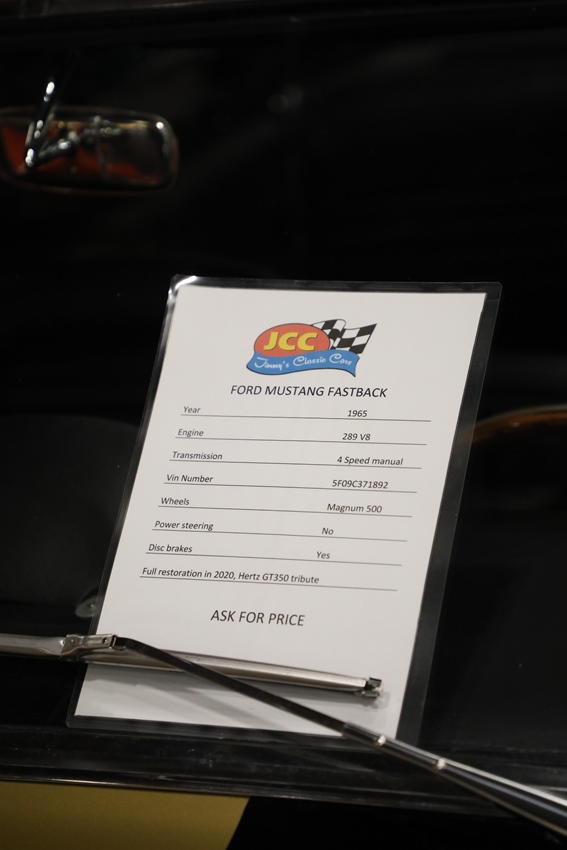 JCC
Jimmy's Classic Cars
FORD MUSTANG FASTBACK
Year 1965
Engine 289 V8
Transmission 4 Speed manual
Vin Number 5F09C371892
Wheels Magnum 500
Power steering No
Disc brakes Yes
Full restoration in 2020, Hertz GT350 tribute
ASK FOR PRICE